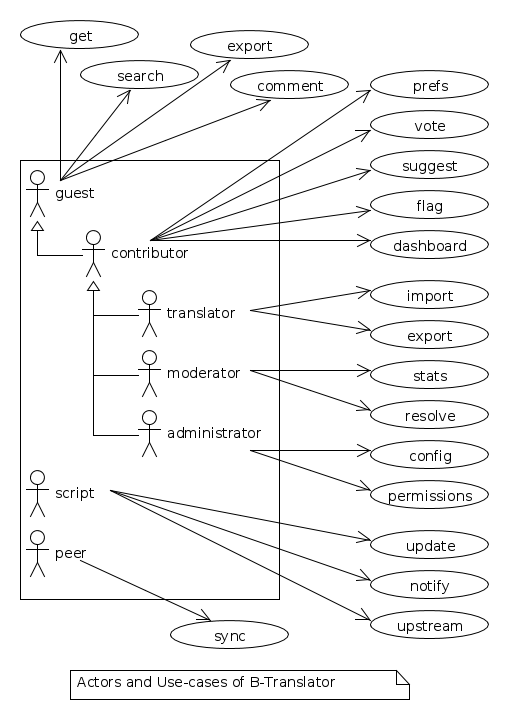 get
export
search
comment
prefs
vote
suggest
flag
dashboard
guest
contributor
translator
moderator
administrator
import
export
stats
resolve
config
permissions
script
peer
update
notify
upstream
sync
Actors and Use-cases of B-Translator